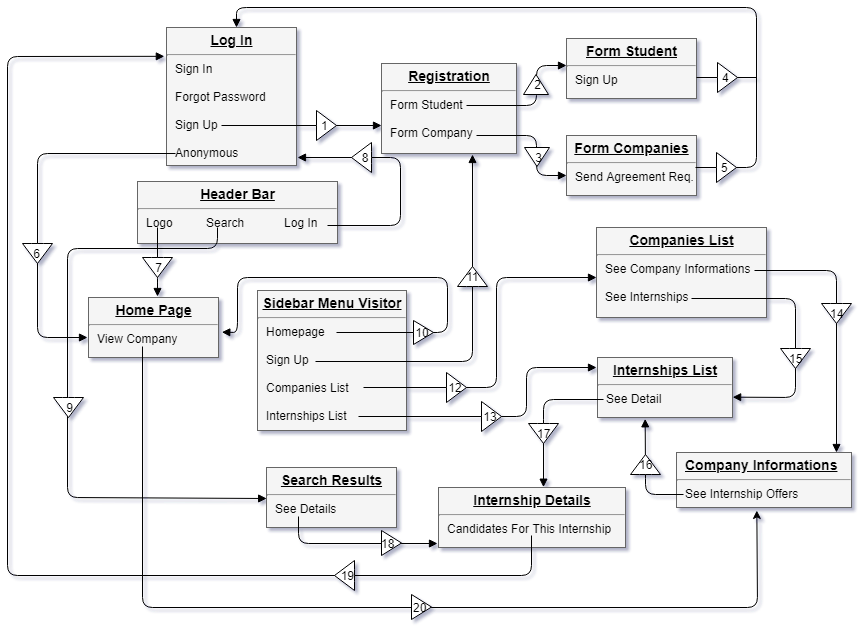 Log In
Sign In
Forgot Password
Sign Up
Anonymous
1
8
Registration
Form Student
Form Company
2
3
Form Student
Sign Up
4
Form Companies
Send Agreement Req.
5
Header Bar
Logo Search Log In
6
7
Home Page
View Company
Sidebar Menu Visitor
Homepage
Sign Up
Companies List
Internships List
10
11
12
13
Companies List
See Company Informations
See Internships
14
15
Internships List
See Detail
9
17
16
Company Informations
See Internship Offers
Search Results
See Details
18
Internship Details
Candidates For This Internship
19
20